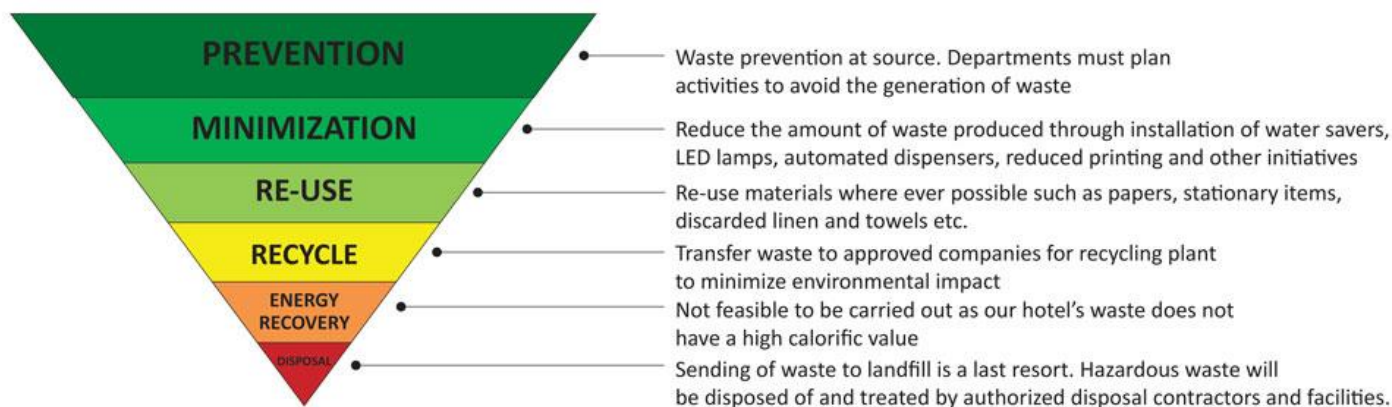 PREVENTION
Waste prevention at source. Departments must plan
activities to avoid the generation of waste
MINIMIZATION
Reduce the amount of waste produced through installation of water savers,
LED lamps, automated dispensers, reduced printing and other initiatives
RE-USE
Re-use materials where ever possible such as papers, stationary items,
discarded linen and towels etc.
RECYCLE
Transfer waste to approved companies for recycling plant
to minimize environmental impact
ENERGY
RECOVERY
Not feasible to be carried out as our hotel's waste does not
have a high calorific value
DISPOSAL
Sending of waste to landfill is a last resort. Hazardous waste will
be disposed of and treated by authorized disposal contractors and facilities.